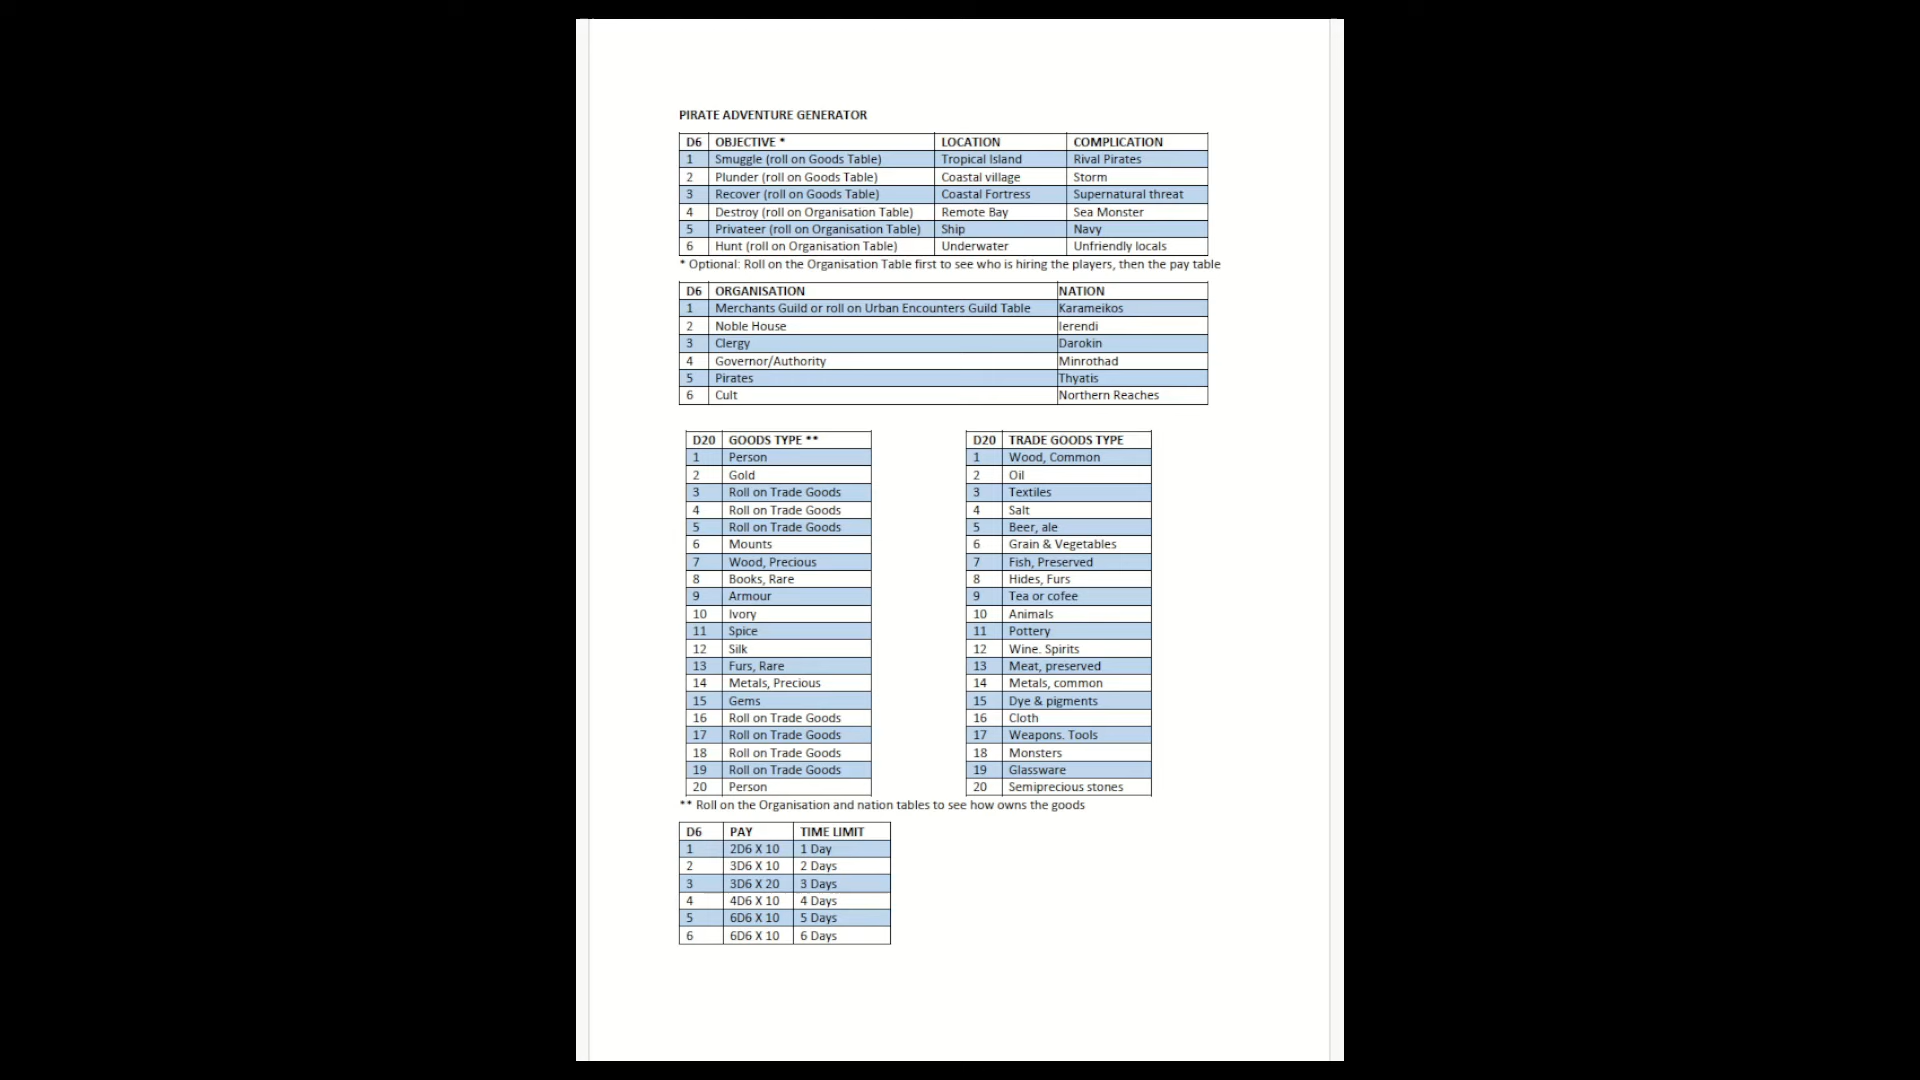 PIRATE ADVENTURE GENERATOR
D6 OBJECTIVE * LOCATION COMPLICATION
1 Smuggle (roll on Goods Table) Tropical Island Rival Pirates
2 Plunder (roll on Goods Table) Coastal village Storm
3 Recover (roll on Goods Table) Coastal Fortress Supernatural threat
4 Destroy (roll on Organisation Table) Remote Bay Sea Monster
5 Privateer (roll on Organisation Table) Ship Navy
6 Hunt (roll on Organisation Table) Underwater Unfriendly locals
* Optional: Roll on the Organisation Table first to see who is hiring the players, then the pay table
D6 ORGANISATION NATION
1 Merchants Guild or roll on Urban Encounters Guild Table Karameikos
2 Noble House Ierendi
3 Clergy Darokin
4 Governor/Authority Minrothad
5 Pirates Thyatis
6 Cult Northern Reaches
D20 GOODS TYPE **
1 Person
2 Gold
3 Roll on Trade Goods
4 Roll on Trade Goods
5 Roll on Trade Goods
6 Mounts
7 Wood, Precious
8 Books, Rare
9 Armour
10 Ivory
11 Spice
12 Silk
13 Furs, Rare
14 Metals, Precious
15 Gems
16 Roll on Trade Goods
17 Roll on Trade Goods
18 Roll on Trade Goods
19 Roll on Trade Goods
20 Person
D20 TRADE GOODS TYPE
1 Wood, Common
2 Oil
3 Textiles
4 Salt
5 Beer, ale
6 Grain & Vegetables
7 Fish, Preserved
8 Hides, Furs
9 Tea or cofee
10 Animals
11 Pottery
12 Wine. Spirits
13 Meat, preserved
14 Metals, common
15 Dye & pigments
16 Cloth
17 Weapons. Tools
18 Monsters
19 Glassware
20 Semiprecious stones
** Roll on the Organisation and nation tables to see how owns the goods
D6 PAY TIME LIMIT
1 2D6 X 10 1 Day
2 3D6 X 10 2 Days
3 3D6 X 20 3 Days
4 4D6 X 10 4 Days
5 6D6 X 10 5 Days
6 6D6 X 10 6 Days